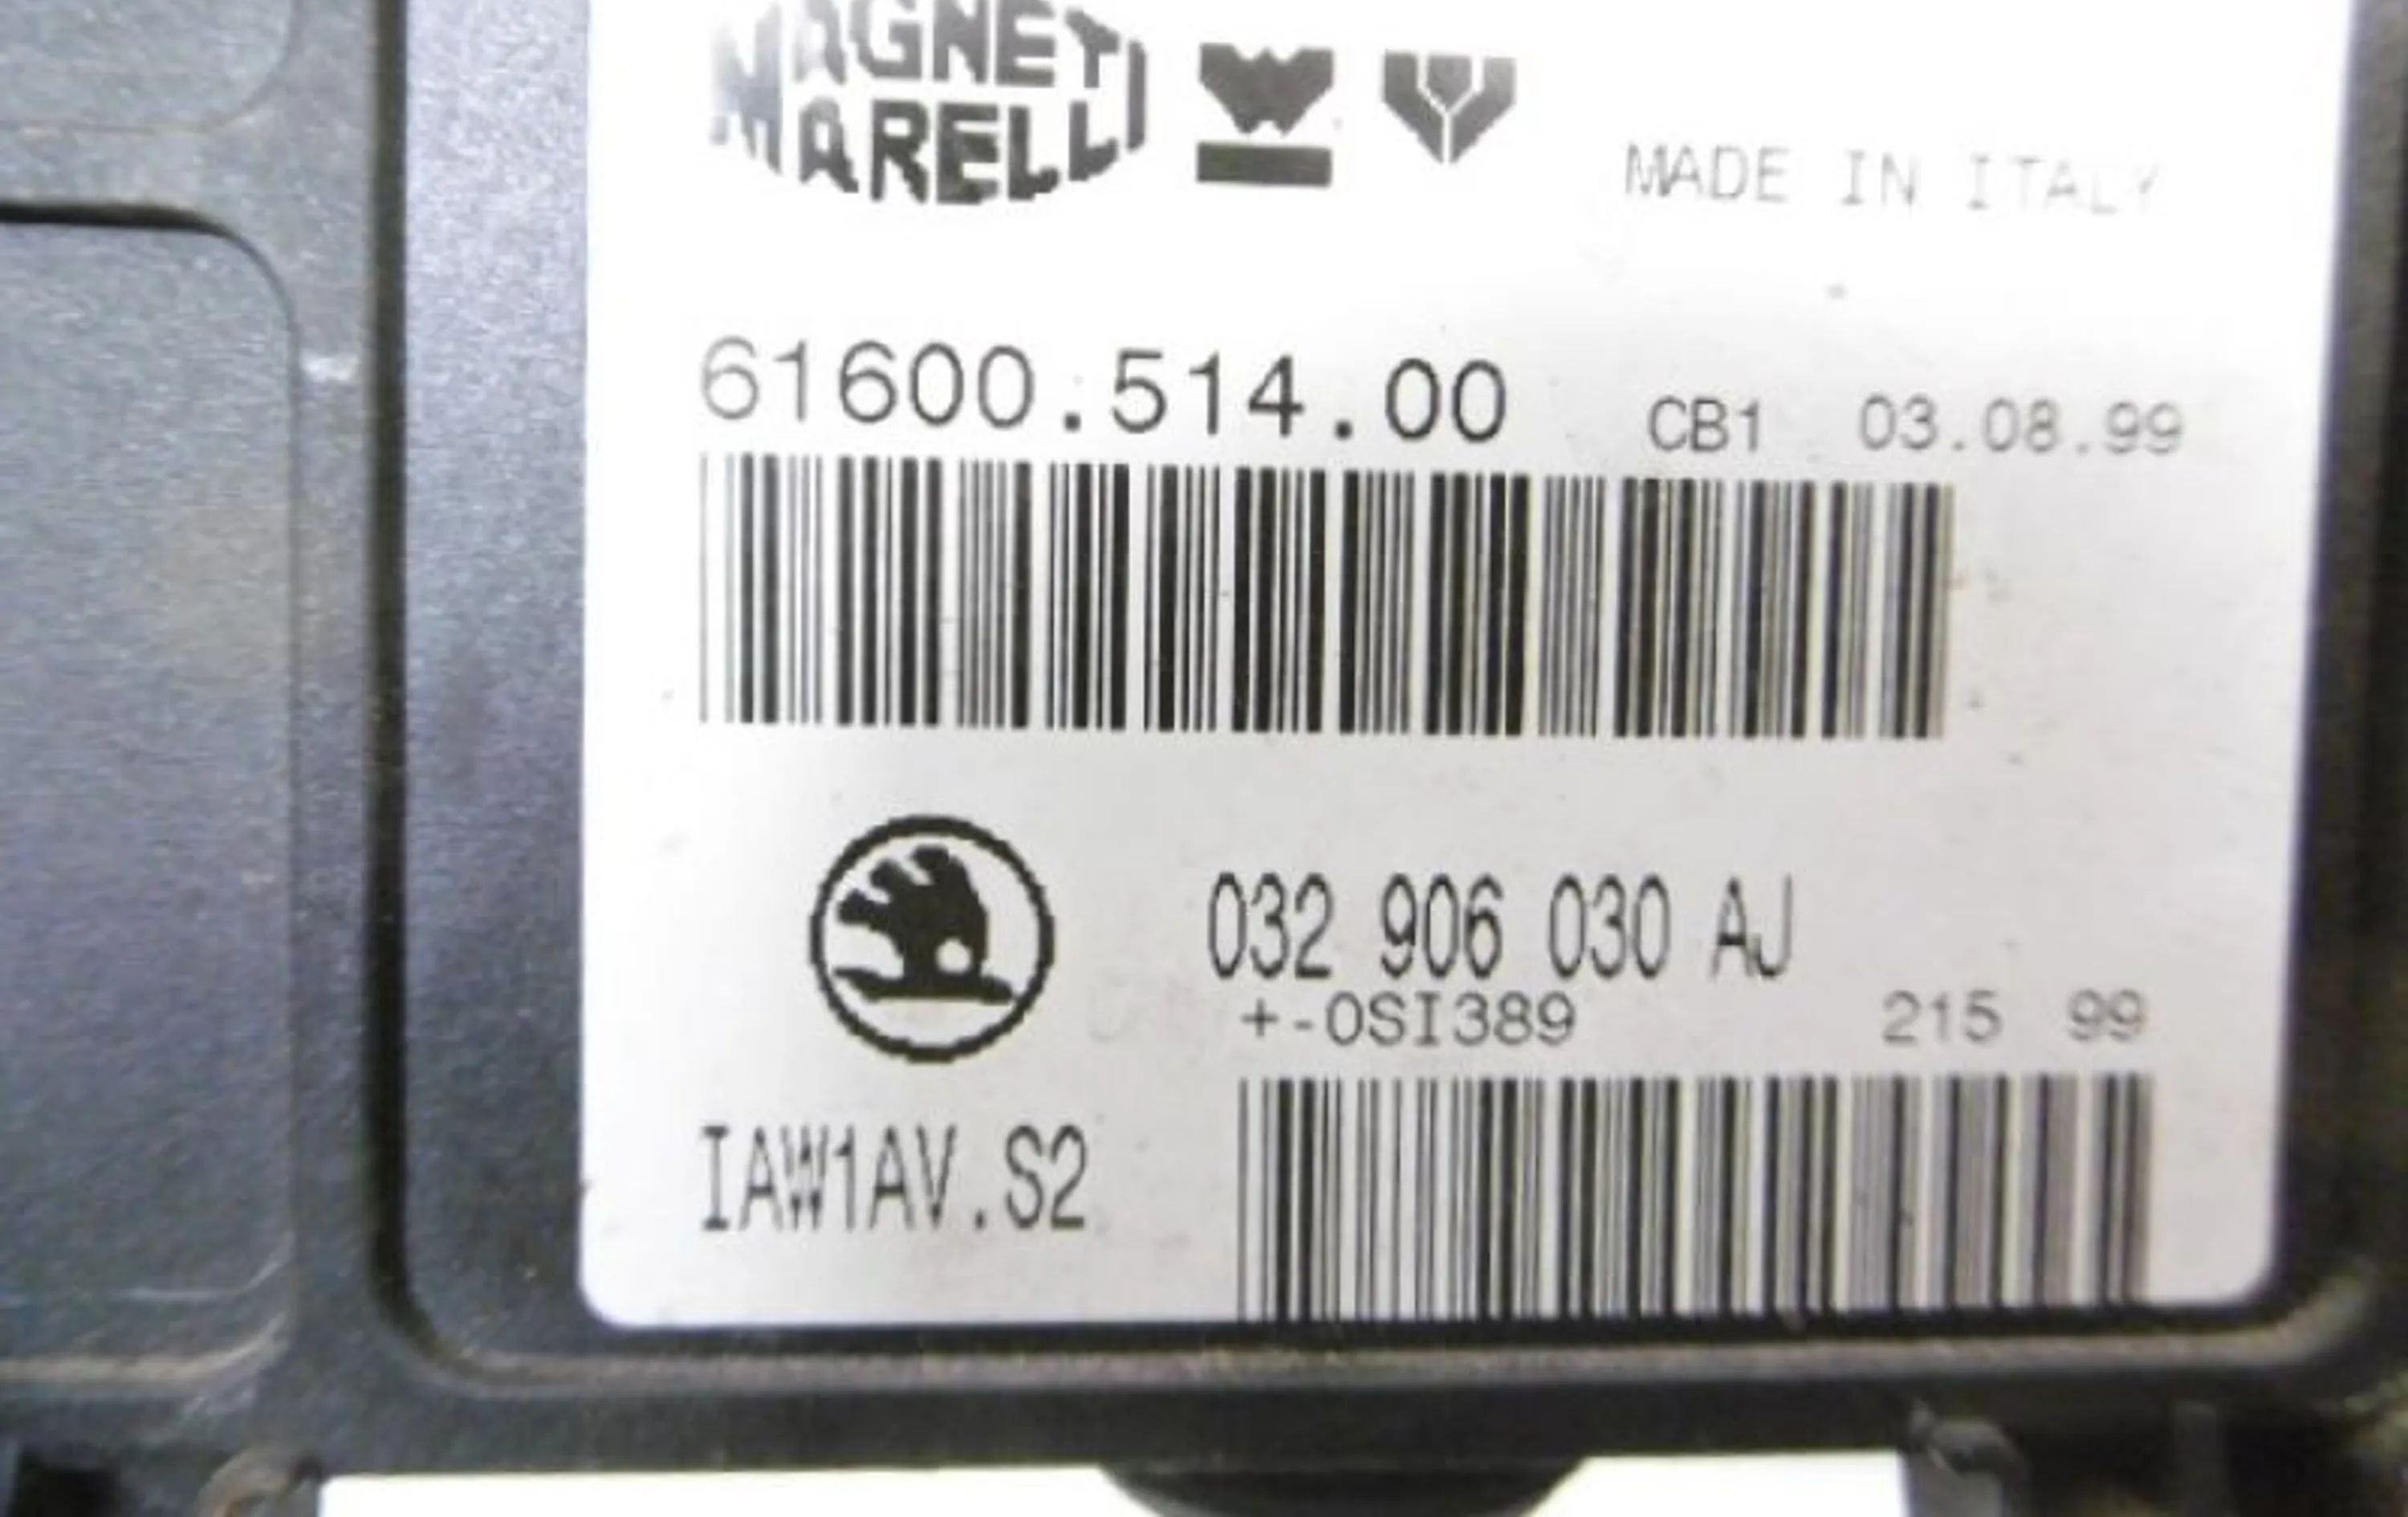 MAGNETI
MARELLI
MADE IN ITALY
61600.514.00 CB1 03.08.99
032 906 030 AJ
+-0SI389 215 99
IAW1AV.S2